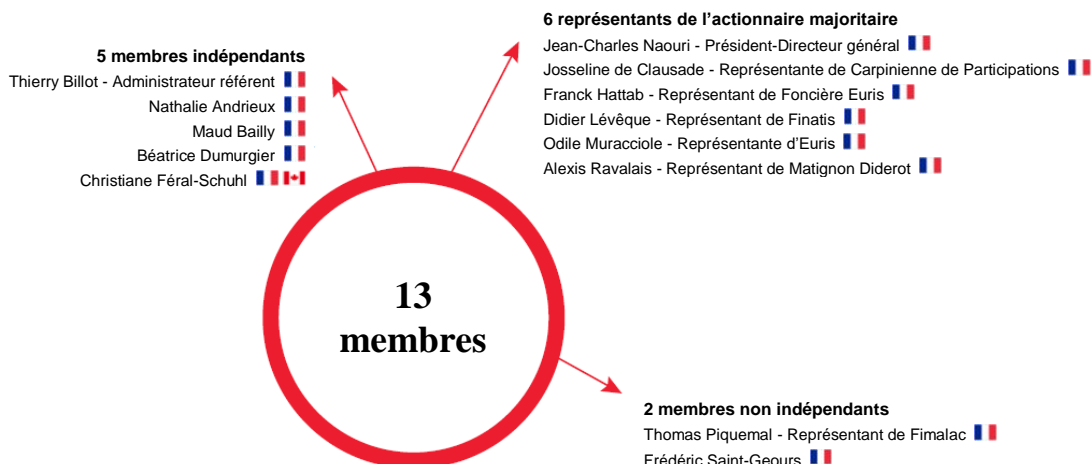 5 membres indépendants
Thierry Billot - Administrateur référent
Nathalie Andrieux
Maud Bailly
Béatrice Dumurgier
Christiane Féral-Schuhl
6 représentants de l’actionnaire majoritaire
Jean-Charles Naouri - Président-Directeur général
Josseline de Clausade - Représentante de Carpinienne de Participations
Franck Hattab - Représentant de Foncière Euris
Didier Lévêque - Représentant de Finatis
Odile Muracciole - Représentante d’Euris
Alexis Ravalais - Représentant de Matignon Diderot
13
membres
2 membres non indépendants
Thomas Piquemal - Représentant de Fimalac
Frédéric Saint-Geours